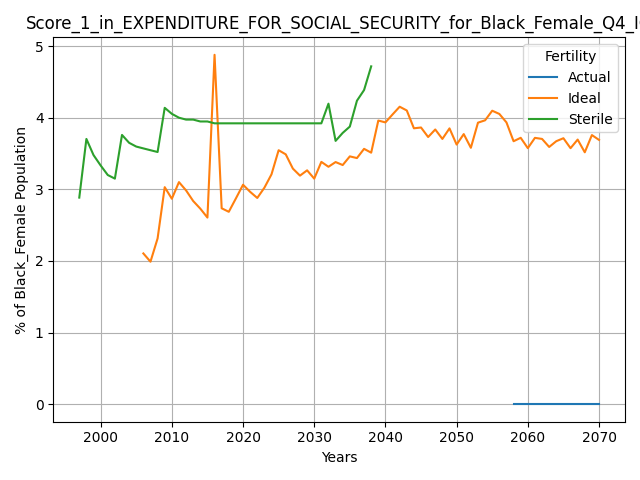 Score_1_in_EXPENDITURE_FOR_SOCIAL_SECURITY_for_Black_Female_Q4_I
Fertility
Actual
Ideal
Sterile
% of Black_Female Population
5
4
3
2
1
0
2000 2010 2020 2030 2040 2050 2060 2070
Years